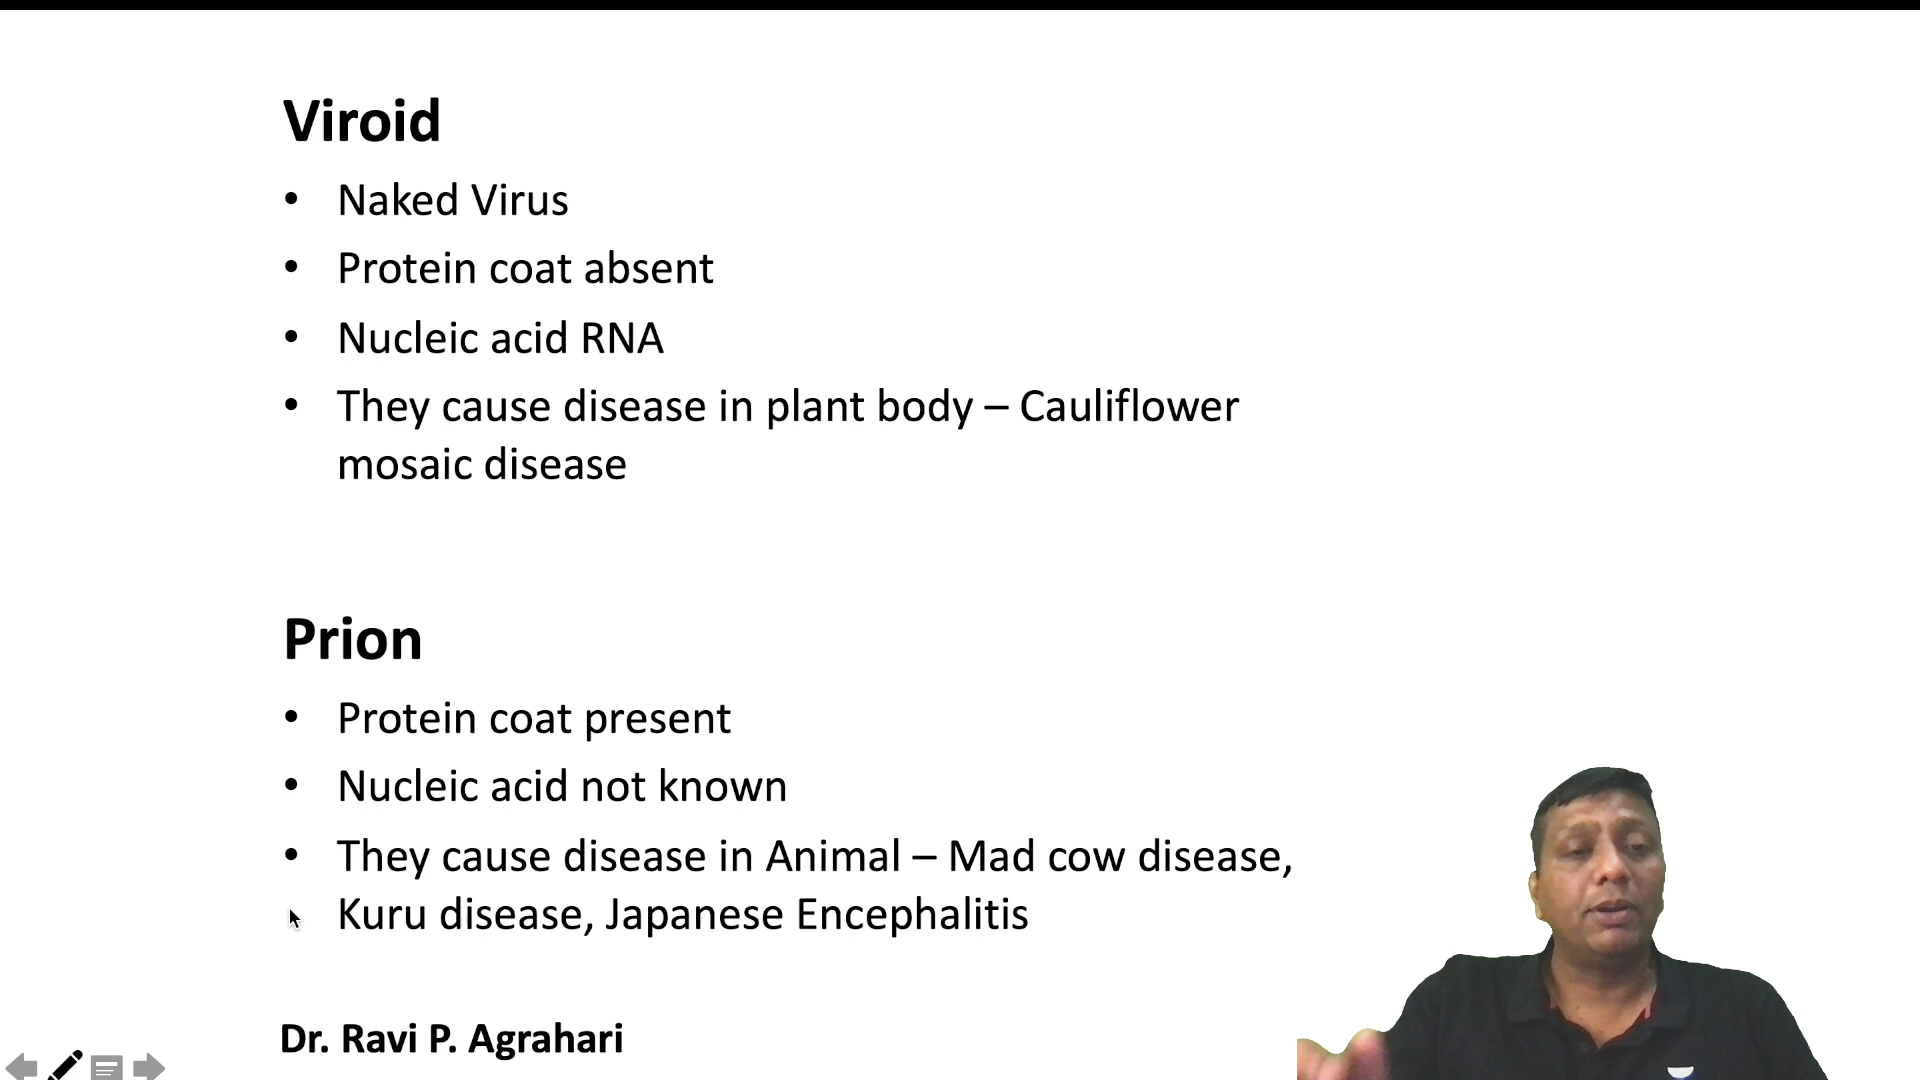 Viroid
• Naked Virus
• Protein coat absent
• Nucleic acid RNA
• They cause disease in plant body – Cauliflower
mosaic disease
Prion
• Protein coat present
• Nucleic acid not known
• They cause disease in Animal – Mad cow disease,
Kuru disease, Japanese Encephalitis
Dr. Ravi P. Agrahari